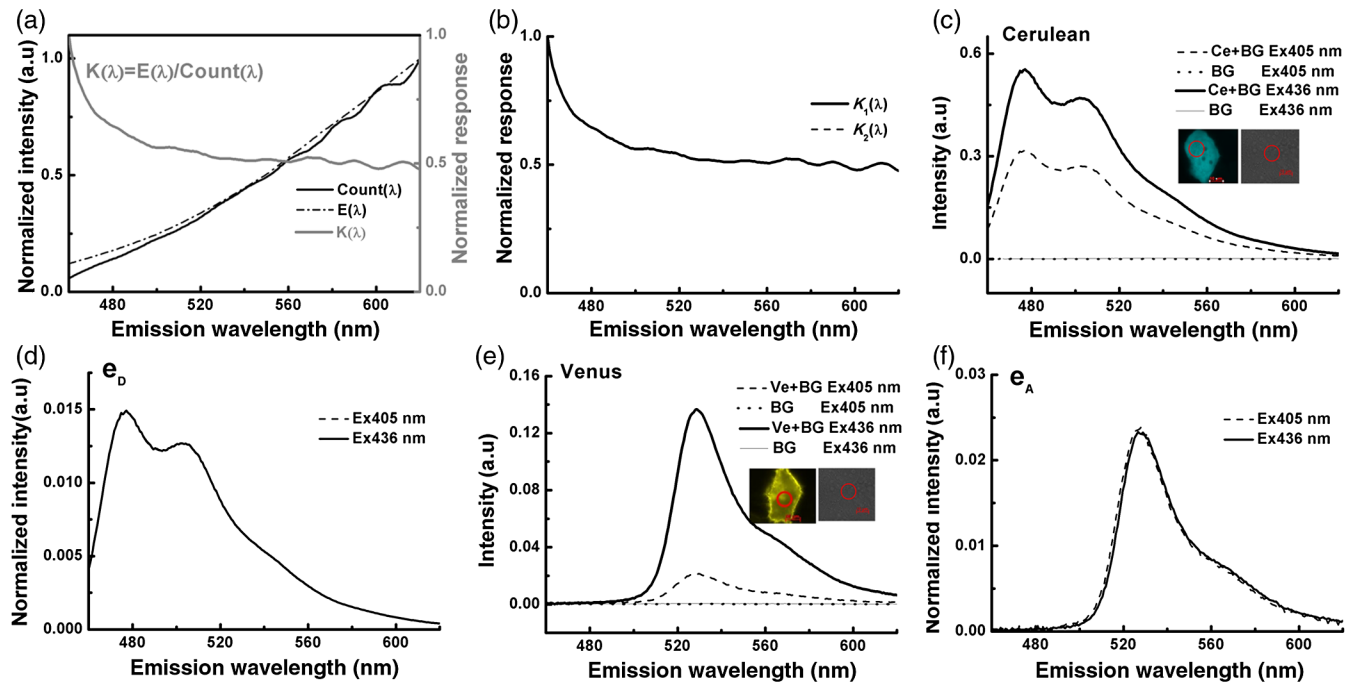 (a)
K(λ)=E(λ)/Count(λ)
Count(λ)
E(λ)
K(λ)
Normalized intensity (a.u)
Normalized response
1.0
0.5
0.0
1.0
0.5
0.0
480 520 560 600
Emission wavelength (nm)
(b)
K1(λ)
K2(λ)
Normalized response
1.0
0.5
0.0
480 520 560 600
Emission wavelength (nm)
(c)
Cerulean
Ce+BG Ex405 nm
BG Ex405 nm
Ce+BG Ex436 nm
BG Ex436 nm
Intensity (a.u)
0.6
0.3
0.0
480 520 560 600
Emission wavelength (nm)
(d)
eD
Ex405 nm
Ex436 nm
Normalized intensity(a.u)
0.015
0.010
0.005
0.000
480 520 560 600
Emission wavelength (nm)
(e)
Venus
Ve+BG Ex405 nm
BG Ex405 nm
Ve+BG Ex436 nm
BG Ex436 nm
Intensity (a.u)
0.16
0.12
0.08
0.04
0.00
480 520 560 600
Emission wavelength (nm)
(f)
eA
Ex405 nm
Ex436 nm
Normalized intensity (a.u)
0.03
0.02
0.01
0.00
480 520 560 600
Emission wavelength (nm)